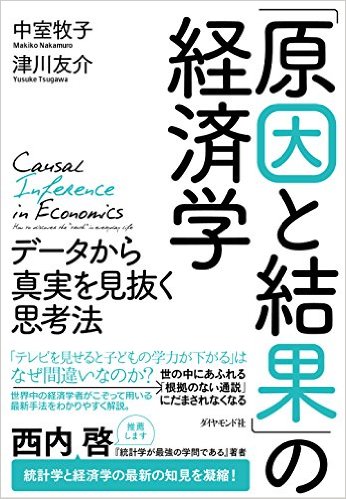 中室牧子
Makiko Nakamuro
津川友介
Yusuke Tsugawa
「原因と結果」の
経済学
Causal
Inference
in Economics
How to discover the "truth" in everyday life
データから
真実を見抜く
思考法
「テレビを見せると子どもの学力が下がる」は
なぜ間違いなのか?
世界中の経済学者がこぞって用いる
最新手法をわかりやすく解説。
世の中にあふれる
「根拠のない通説」
にだまされなくなる
ダイヤモンド社
西内 啓
推薦
します
『統計学が最強の学問である』著者
統計学と経済学の最新の知見を凝縮!